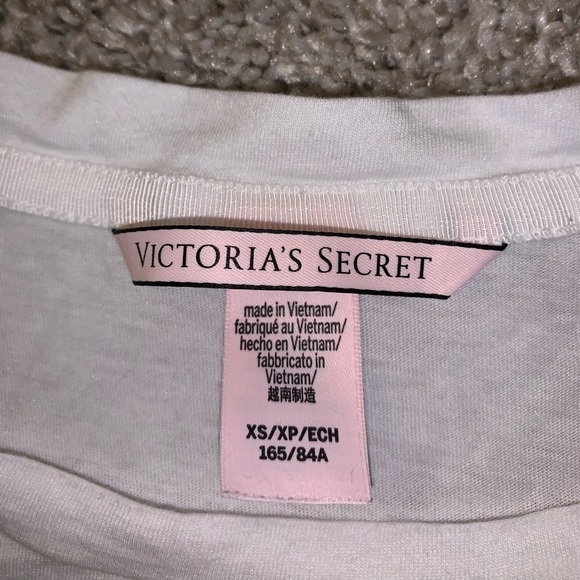 VICTORIA'S SECRET
made in Vietnam/
fabriqué au Vietnam/
hecho en Vietnam/
fabbricato in
Vietnam/
越南制造
XS/XP/ECH
165/84A